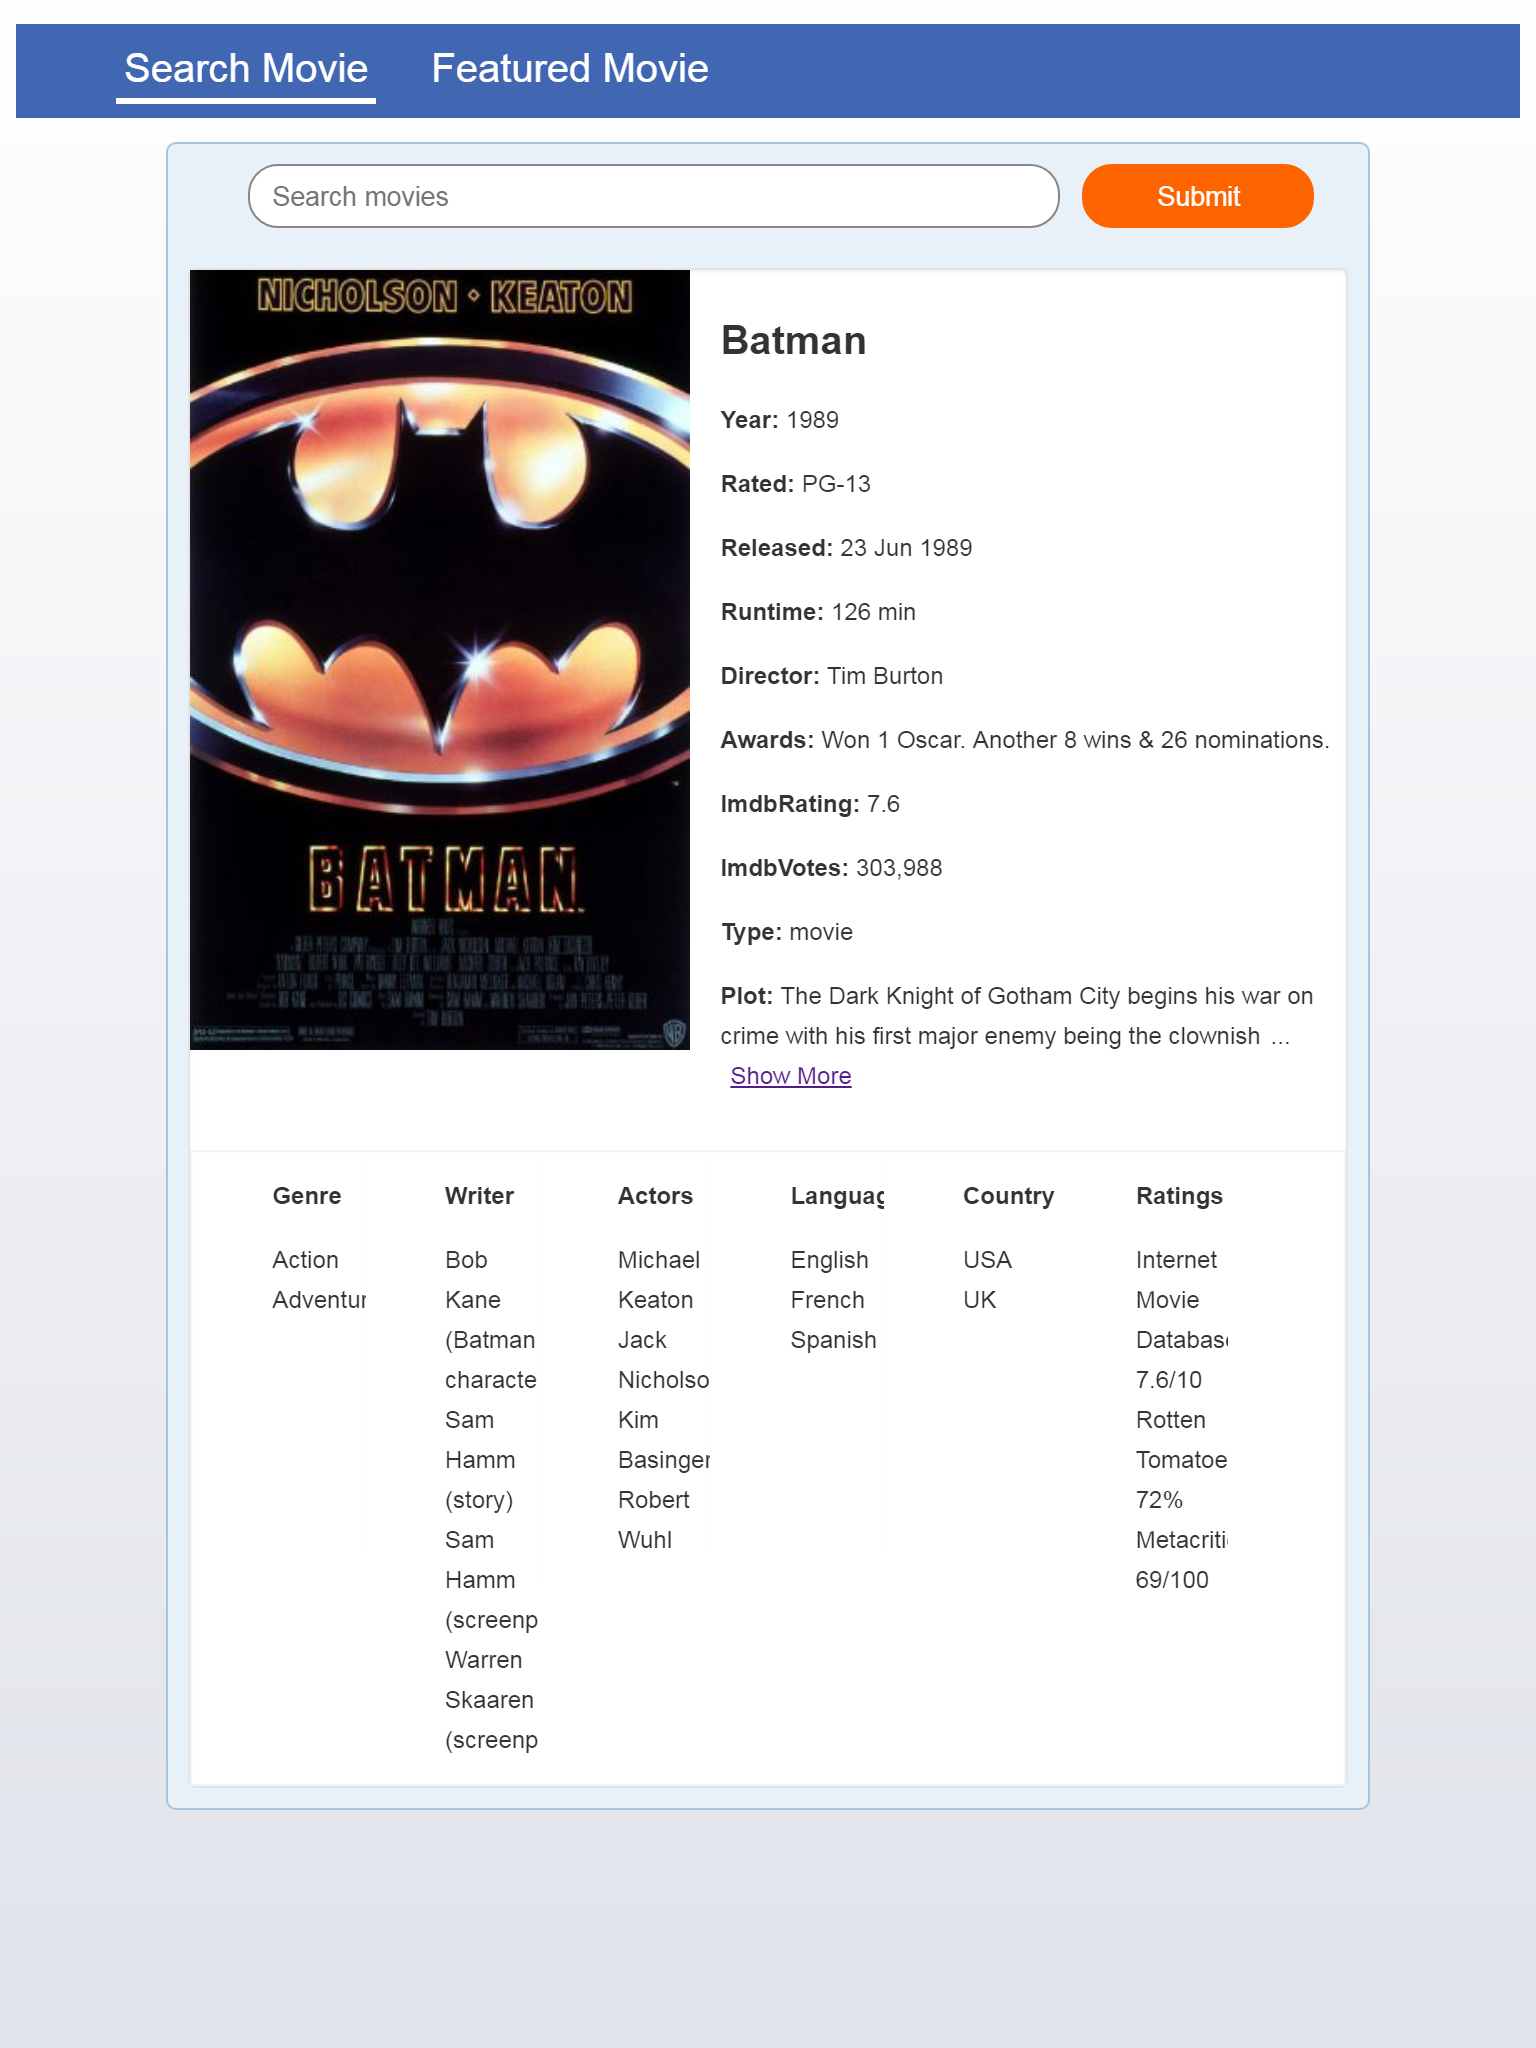 Search Movie Featured Movie
Search movies Submit
NICHOLSON · KEATON
BATMAN
Batman
Year: 1989
Rated: PG-13
Released: 23 Jun 1989
Runtime: 126 min
Director: Tim Burton
Awards: Won 1 Oscar. Another 8 wins & 26 nominations.
ImdbRating: 7.6
ImdbVotes: 303,988
Type: movie
Plot: The Dark Knight of Gotham City begins his war on
crime with his first major enemy being the clownish ...
Show More
Genre
Action
Adventur
Writer
Bob
Kane
(Batman
characte
Sam
Hamm
(story)
Sam
Hamm
(screenp
Warren
Skaaren
(screenp
Actors
Michael
Keaton
Jack
Nicholso
Kim
Basinger
Robert
Wuhl
Languag
English
French
Spanish
Country
USA
UK
Ratings
Internet
Movie
Database
7.6/10
Rotten
Tomatoe
72%
Metacriti
69/100